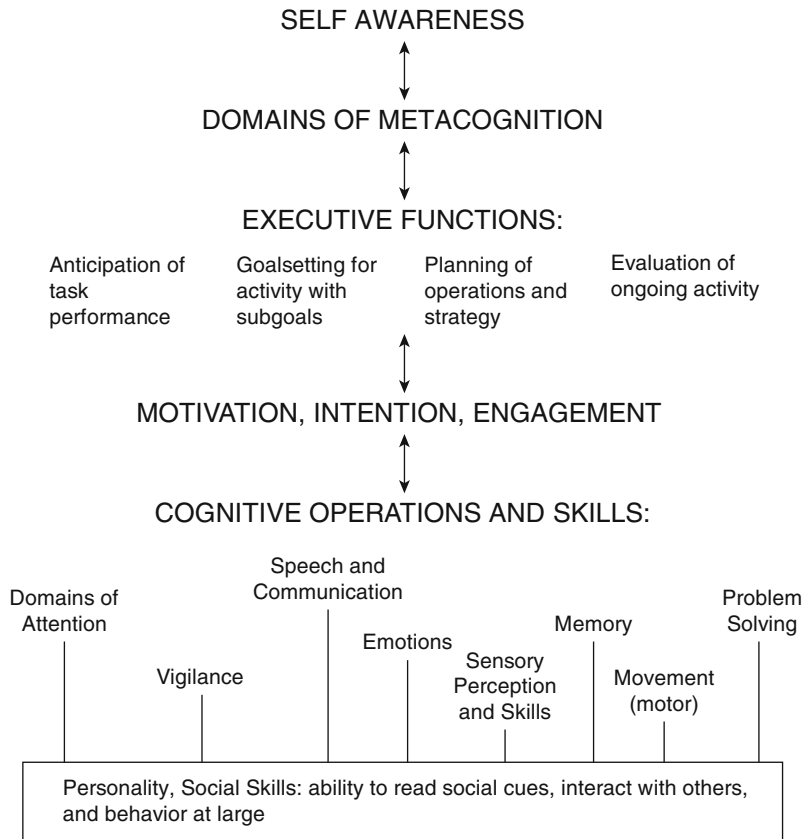 SELF AWARENESS
DOMAINS OF METACOGNITION
EXECUTIVE FUNCTIONS:
Anticipation of
task
performance
Goalsetting for
activity with
subgoals
Planning of
operations and
strategy
Evaluation of
ongoing activity
MOTIVATION, INTENTION, ENGAGEMENT
COGNITIVE OPERATIONS AND SKILLS:
Domains of
Attention
Vigilance
Speech and
Communication
Emotions
Sensory
Perception
and Skills
Memory
Movement
(motor)
Problem
Solving
Personality, Social Skills: ability to read social cues, interact with others,
and behavior at large